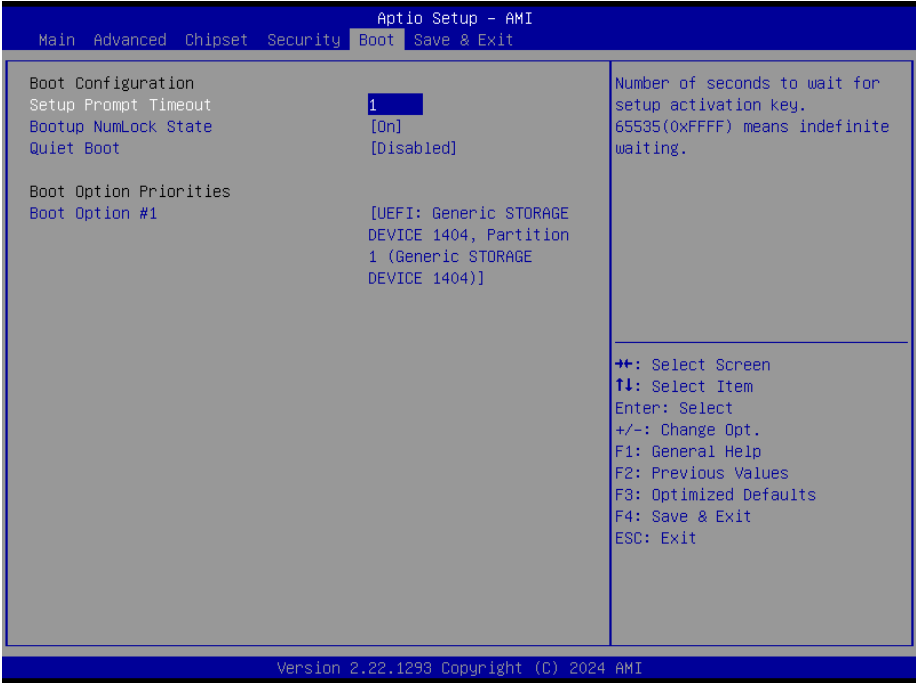 Aptio Setup – AMI
Main Advanced Chipset Security Boot Save & Exit
Boot Configuration
Setup Prompt Timeout 1
Bootup NumLock State [On]
Quiet Boot [Disabled]
Boot Option Priorities
Boot Option #1 [UEFI: Generic STORAGE
DEVICE 1404, Partition
1 (Generic STORAGE
DEVICE 1404)]
Number of seconds to wait for
setup activation key.
65535(0xFFFF) means indefinite
waiting.
→←: Select Screen
↑↓: Select Item
Enter: Select
+/-: Change Opt.
F1: General Help
F2: Previous Values
F3: Optimized Defaults
F4: Save & Exit
ESC: Exit
Version 2.22.1293 Copyright (C) 2024 AMI